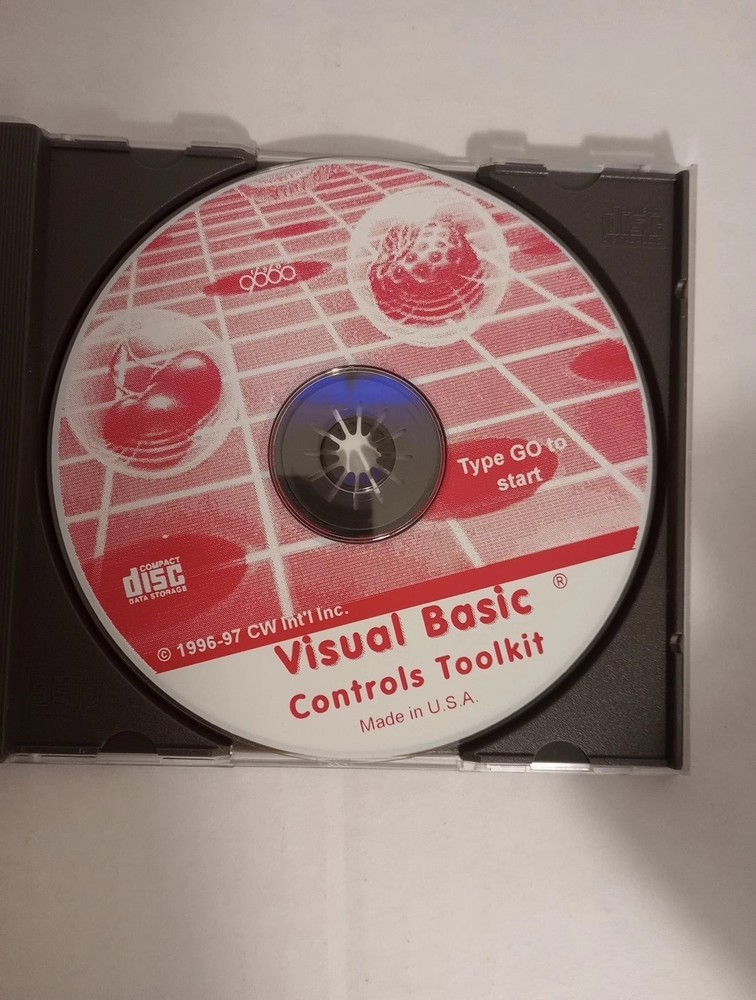 Type GO to
start
COMPACT
disc
DATA STORAGE
© 1996-97 CW Int'l Inc.
Visual Basic ®
Controls Toolkit
Made in U.S.A.
disc